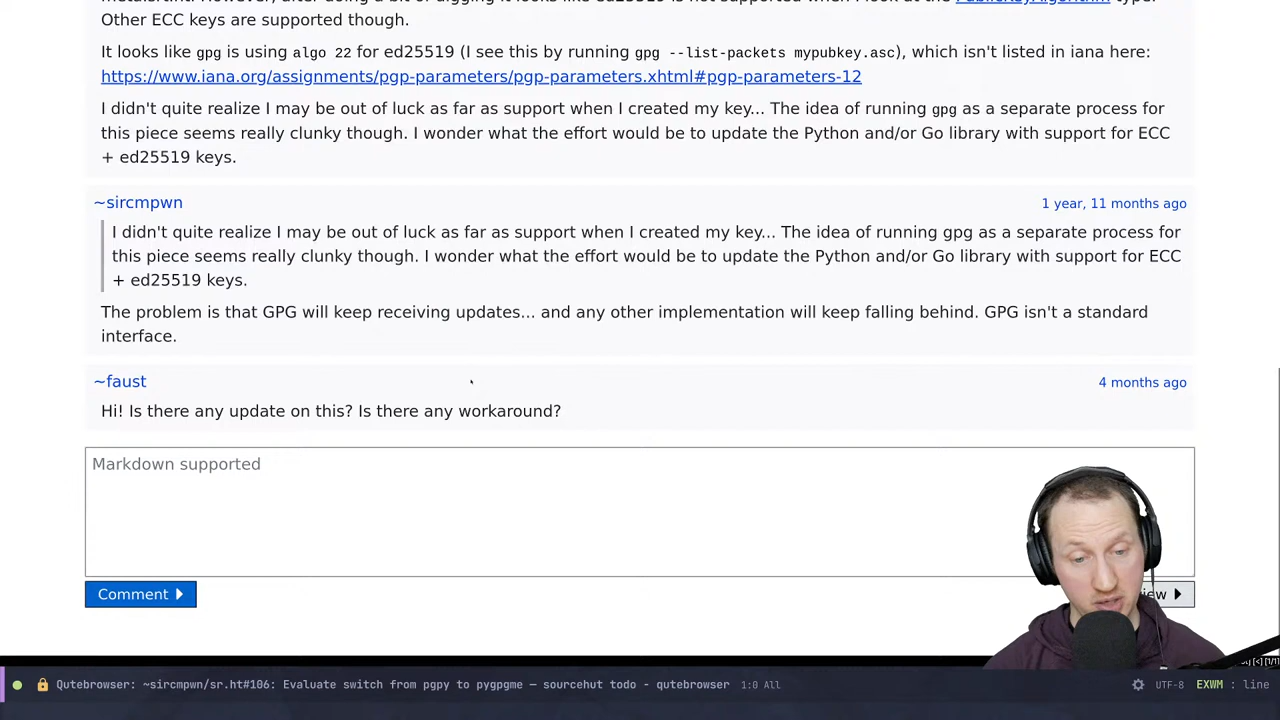 Other ECC keys are supported though.
It looks like gpg is using algo 22 for ed25519 (I see this by running gpg --list-packets mypubkey.asc), which isn't listed in iana here:
https://www.iana.org/assignments/pgp-parameters/pgp-parameters.xhtml#pgp-parameters-12
I didn't quite realize I may be out of luck as far as support when I created my key... The idea of running gpg as a separate process for
this piece seems really clunky though. I wonder what the effort would be to update the Python and/or Go library with support for ECC
+ ed25519 keys.
~sircmpwn 1 year, 11 months ago
I didn't quite realize I may be out of luck as far as support when I created my key... The idea of running gpg as a separate process for
this piece seems really clunky though. I wonder what the effort would be to update the Python and/or Go library with support for ECC
+ ed25519 keys.
The problem is that GPG will keep receiving updates... and any other implementation will keep falling behind. GPG isn't a standard
interface.
~faust 4 months ago
Hi! Is there any update on this? Is there any workaround?
Markdown supported
Comment
Qutebrowser: ~sircmpwn/sr.ht#106: Evaluate switch from pgpy to pygpgme — sourcehut todo - qutebrowser 1:0 All UTF-8 EXWM : line